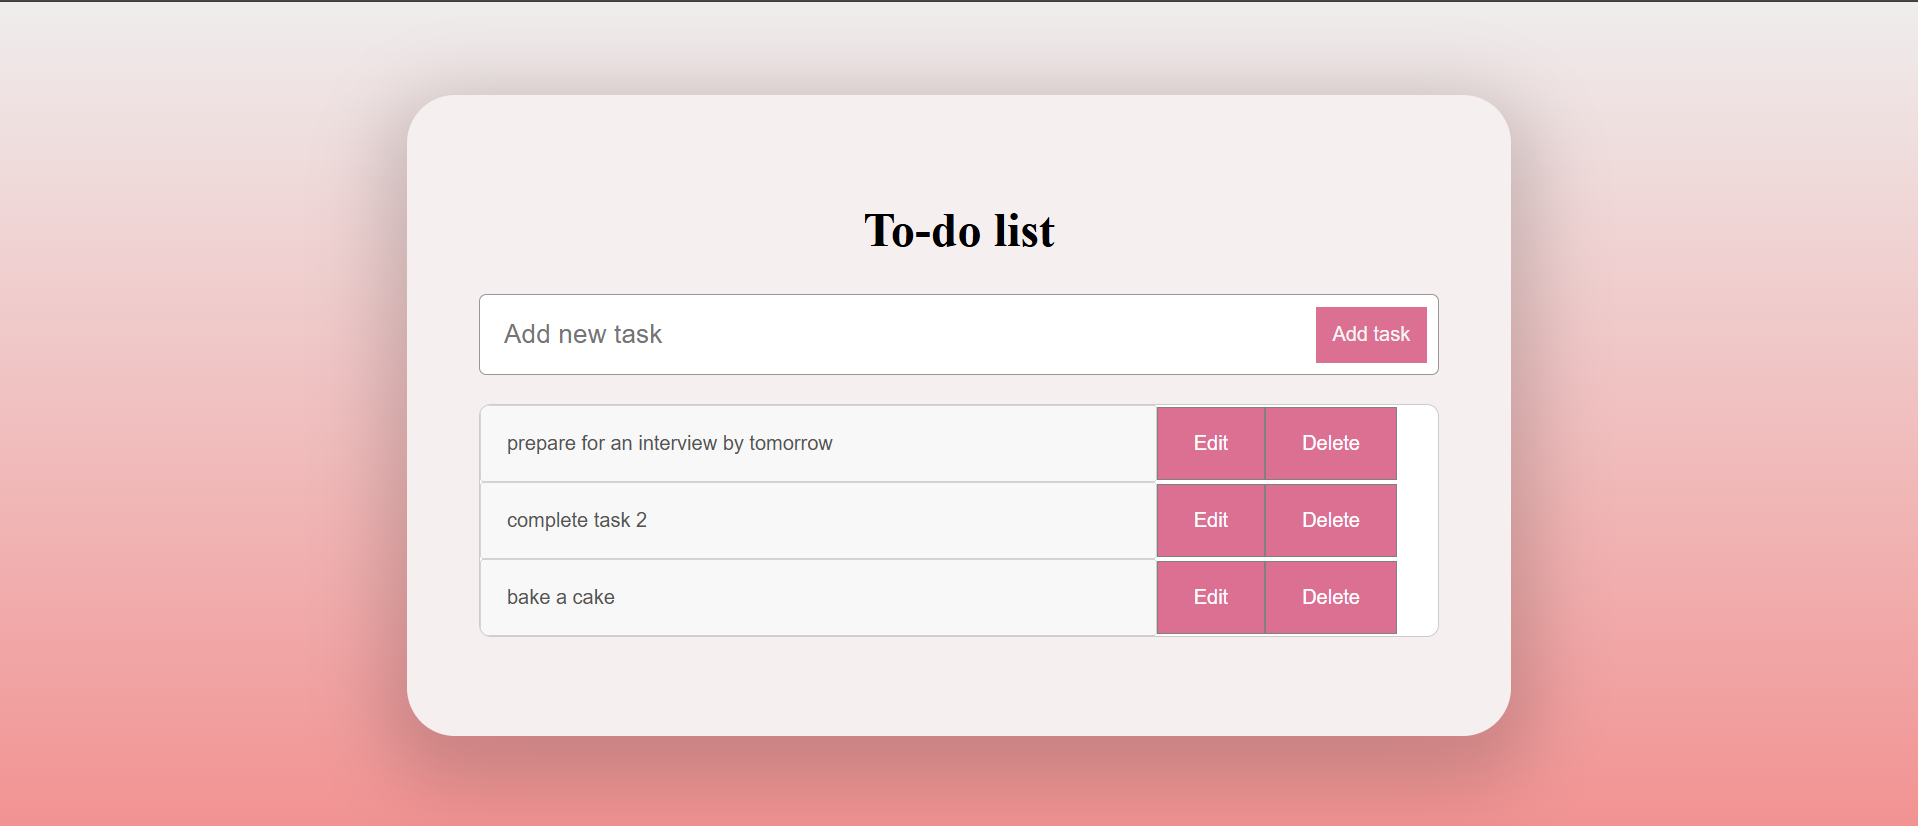 To-do list
Add new task Add task
prepare for an interview by tomorrow Edit Delete
complete task 2 Edit Delete
bake a cake Edit Delete